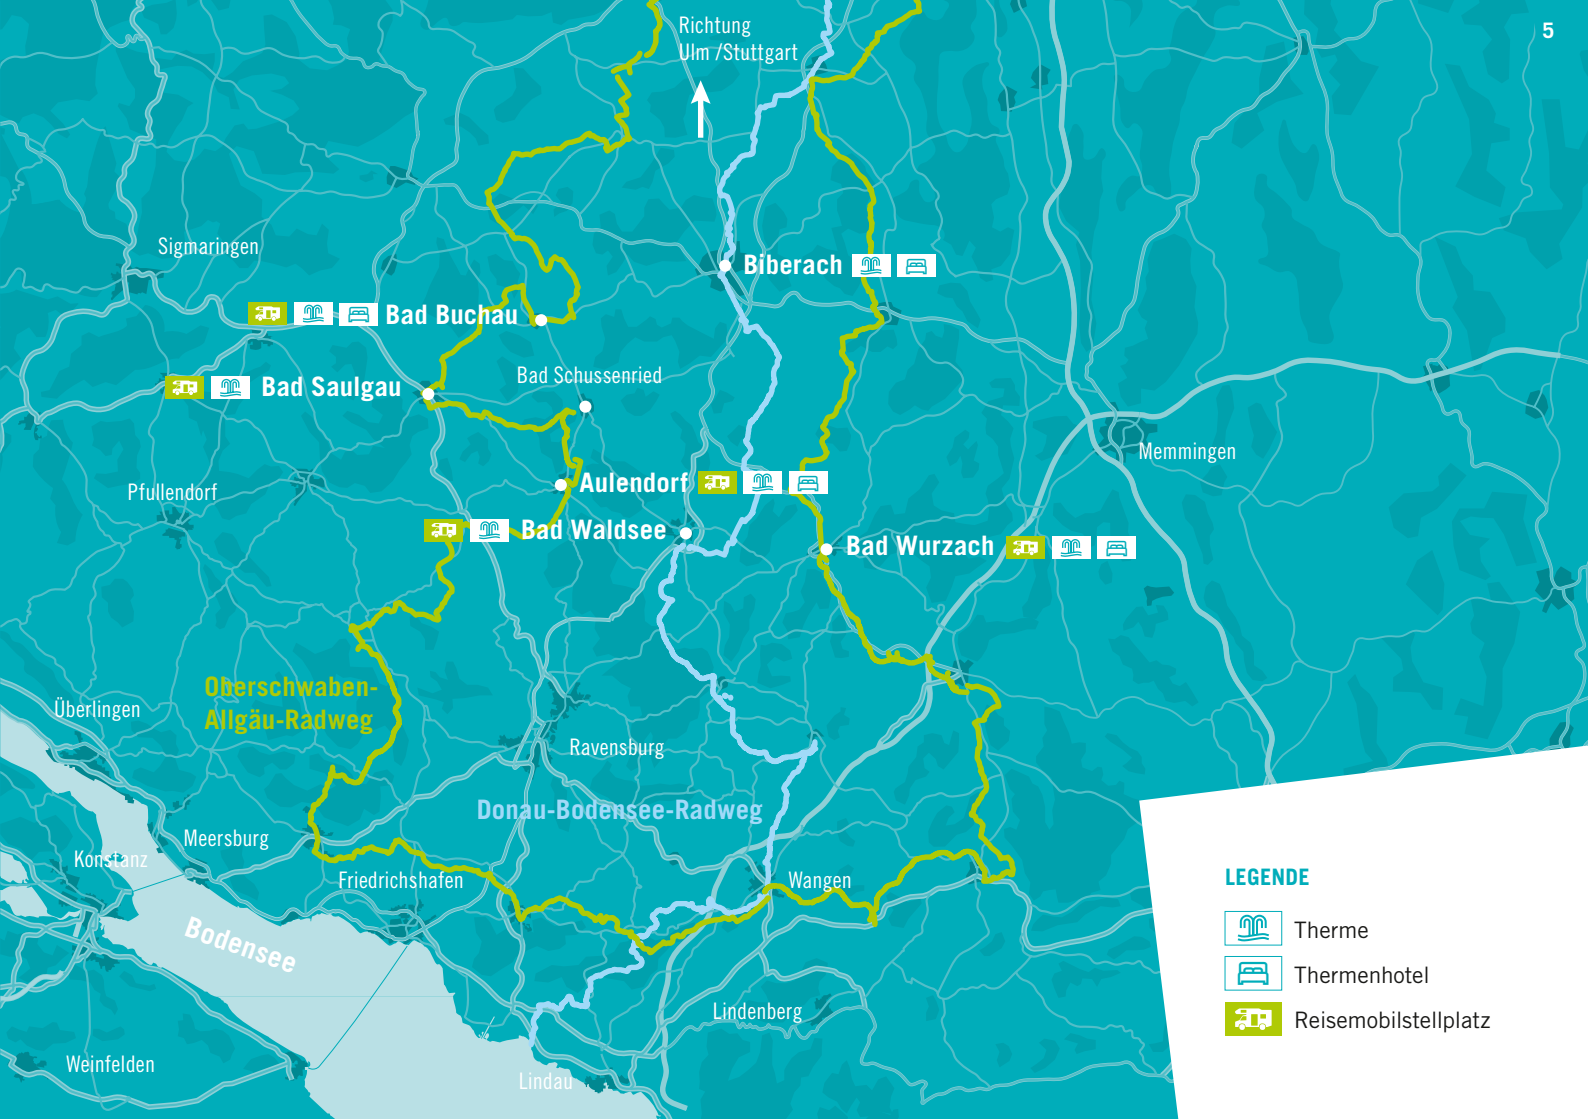 Richtung
Ulm /Stuttgart
5
Sigmaringen
Biberach
Bad Buchau
Bad Saulgau
Bad Schussenried
Memmingen
Pfullendorf
Aulendorf
Bad Waldsee
Bad Wurzach
Oberschwaben-
Allgäu-Radweg
Überlingen
Ravensburg
Donau-Bodensee-Radweg
Meersburg
Konstanz
Friedrichshafen
Wangen
Bodensee
Lindenberg
Weinfelden
Lindau
LEGENDE
Therme
Thermenhotel
Reisemobilstellplatz